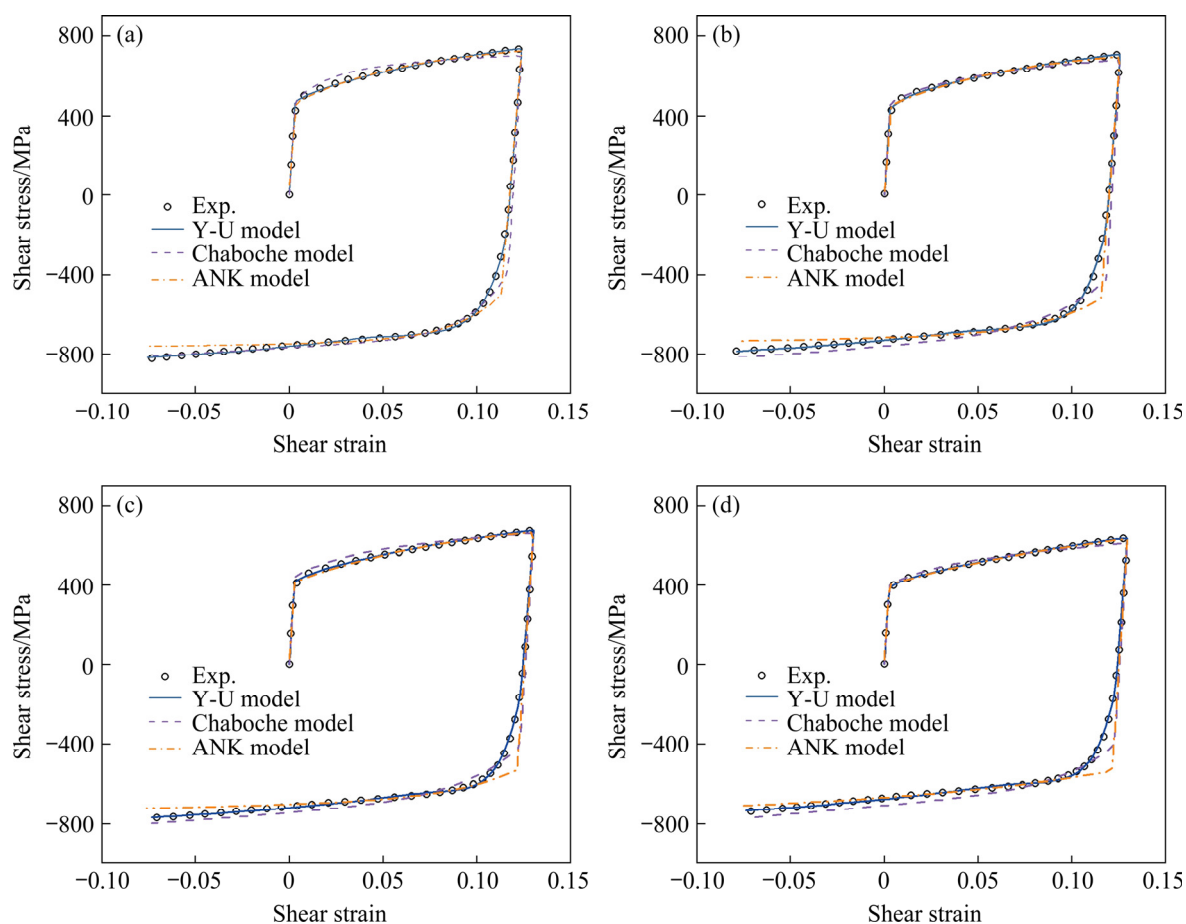 (a)
800
400
0
−400
−800
Shear stress/MPa
Exp.
Y-U model
Chaboche model
ANK model
−0.10 −0.05 0 0.05 0.10 0.15
Shear strain
(b)
800
400
0
−400
−800
Shear stress/MPa
Exp.
Y-U model
Chaboche model
ANK model
−0.10 −0.05 0 0.05 0.10 0.15
Shear strain
(c)
800
400
0
−400
−800
Shear stress/MPa
Exp.
Y-U model
Chaboche model
ANK model
−0.10 −0.05 0 0.05 0.10 0.15
Shear strain
(d)
800
400
0
−400
−800
Shear stress/MPa
Exp.
Y-U model
Chaboche model
ANK model
−0.10 −0.05 0 0.05 0.10 0.15
Shear strain